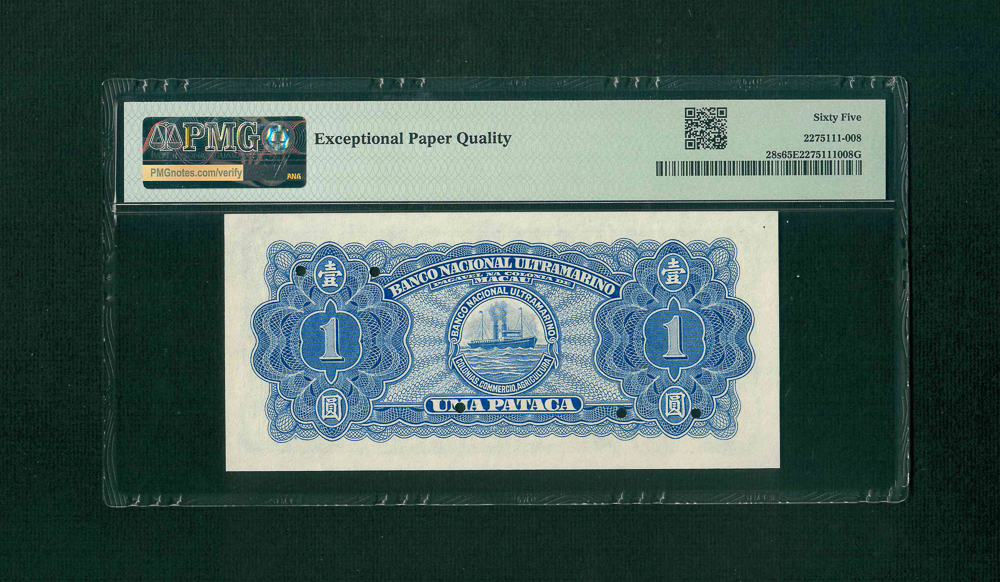 PMG
PMGnotes.com/verify
ANG
Exceptional Paper Quality
Sixty Five
2275111-008
28s65E2275111008G
壹
壹
BANCO NACIONAL ULTRAMARINO
PAGAVEL NA COLONIA DE
MACAU
BANCO NACIONAL ULTRAMARINO
1
1
COLONIAS, COMMERCIO, AGRICULTURA
圓
UMA PATACA
圓